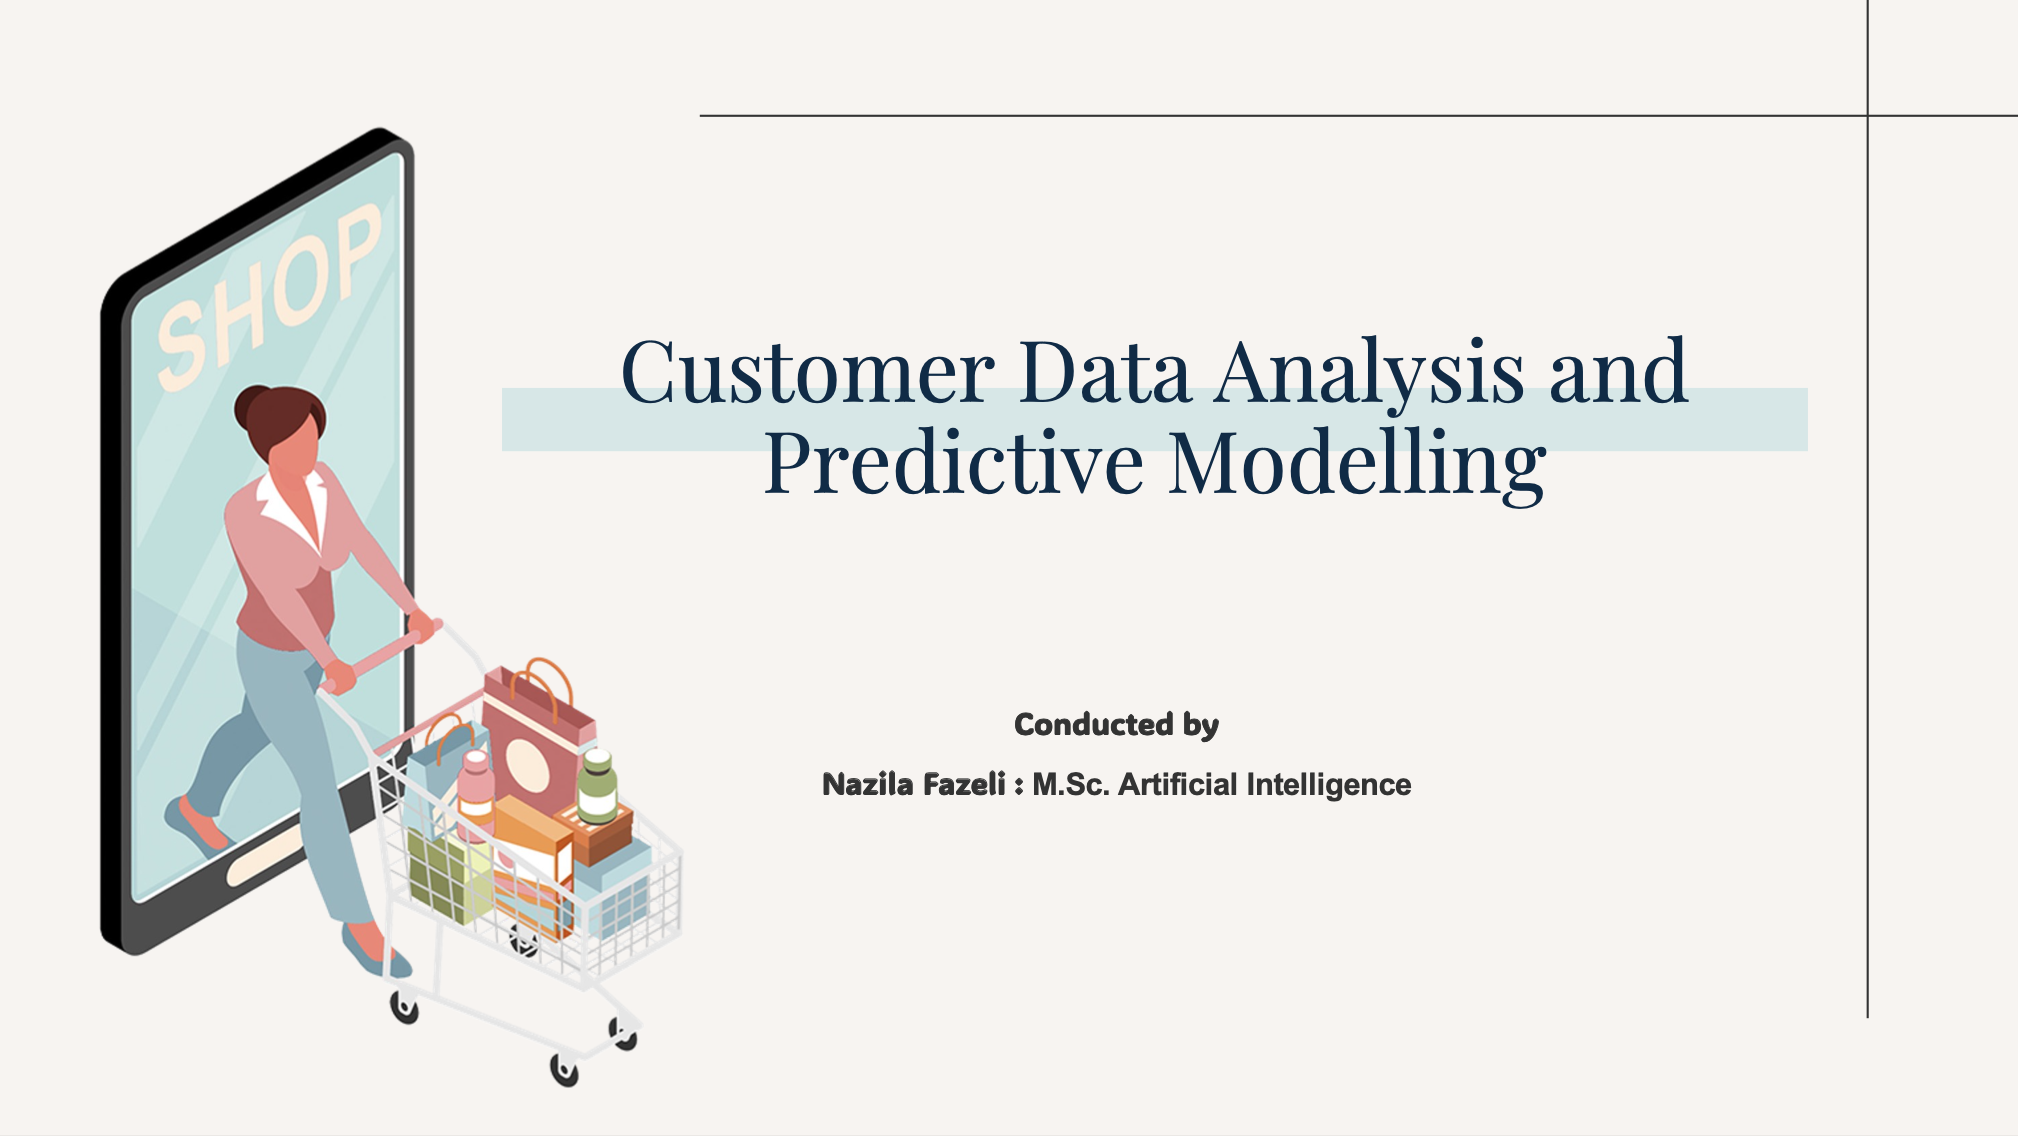 SHOP
Customer Data Analysis and
Predictive Modelling
Conducted by
Nazila Fazeli : M.Sc. Artificial Intelligence